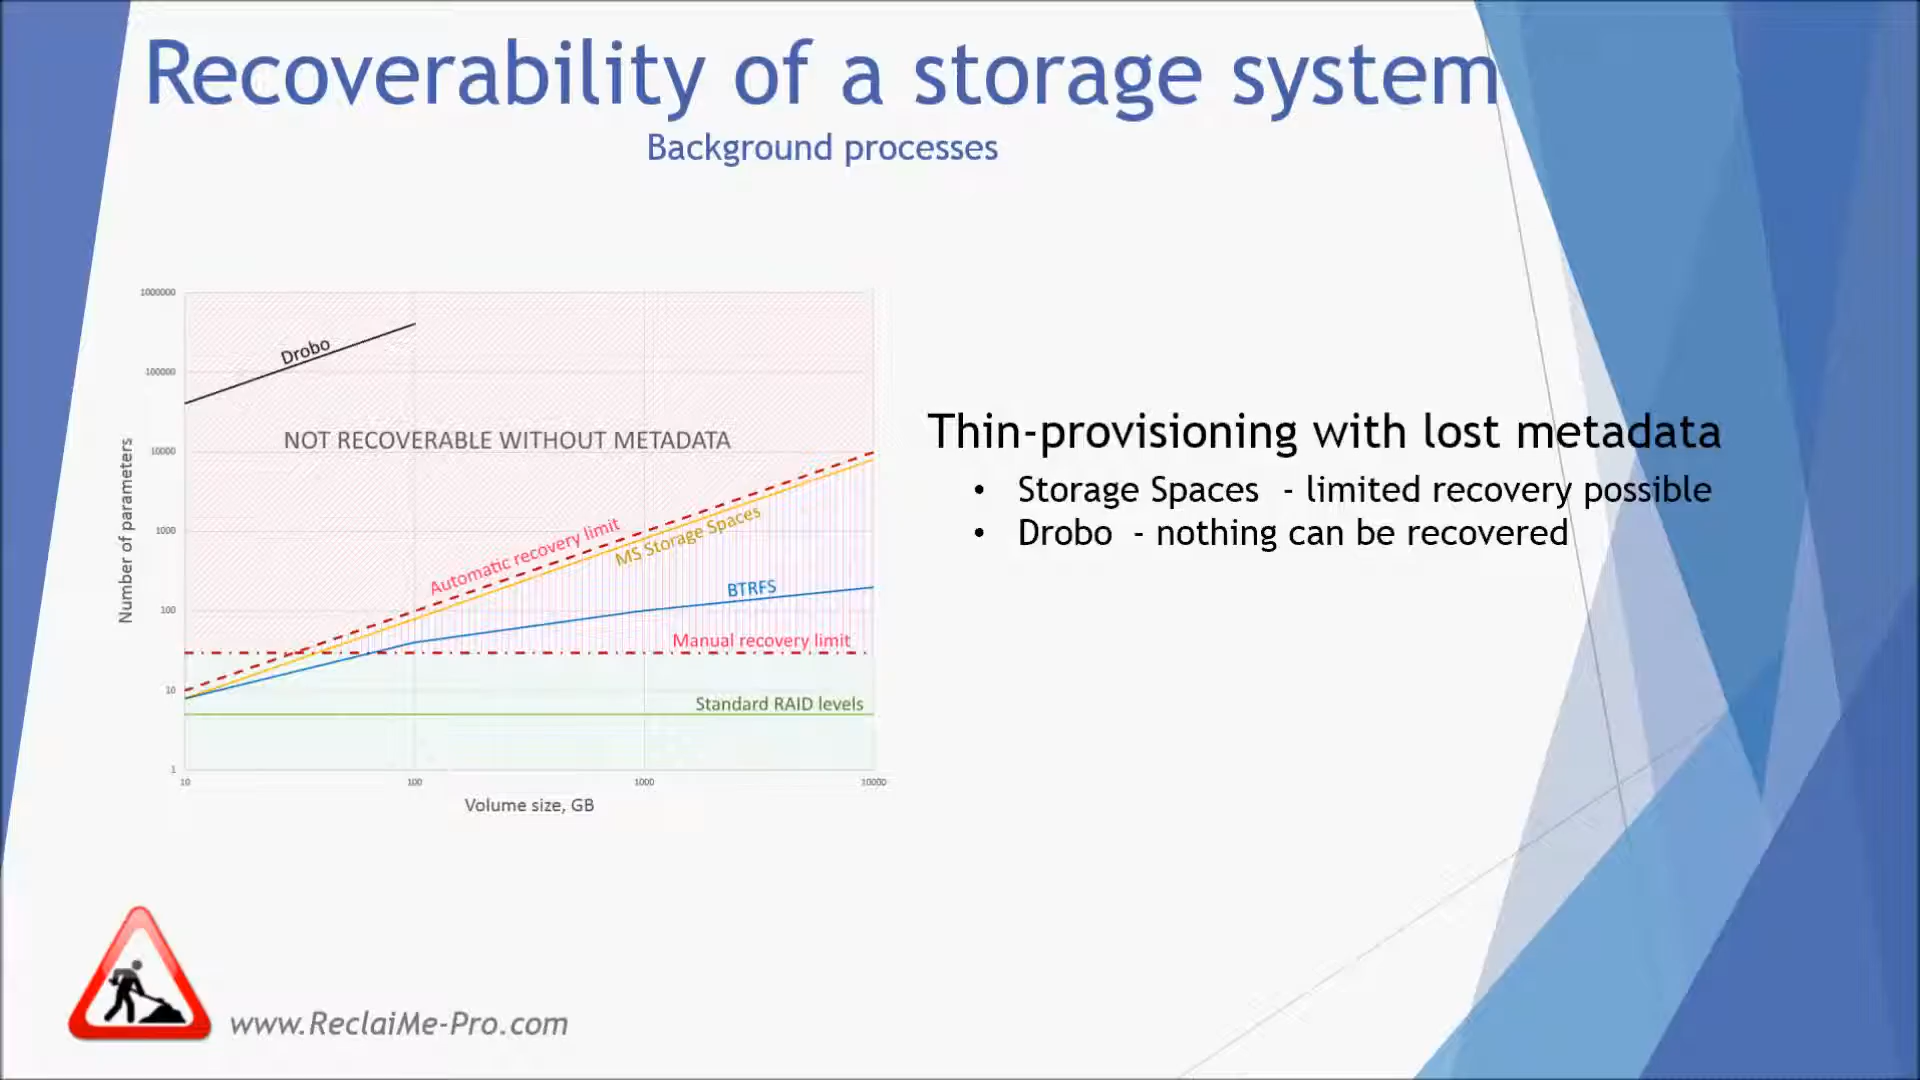 Recoverability of a storage system
Background processes
1000000
100000
10000
1000
100
10
1
10
100
1000
10000
Number of parameters
Volume size, GB
Drobo
NOT RECOVERABLE WITHOUT METADATA
Automatic recovery limit
MS Storage Spaces
BTRFS
Manual recovery limit
Standard RAID levels
Thin-provisioning with lost metadata
• Storage Spaces - limited recovery possible
• Drobo - nothing can be recovered
www.ReclaiMe-Pro.com